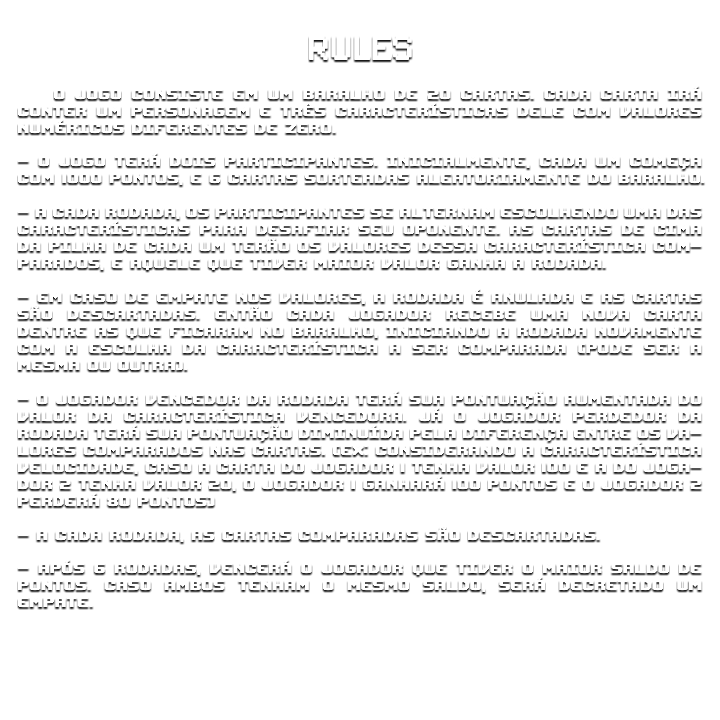 RULES
O JOGO CONSISTE EM UM BARALHO DE 20 CARTAS. CADA CARTA IRÁ
CONTER UM PERSONAGEM E TRÊS CARACTERÍSTICAS DELE COM VALORES
NUMÉRICOS DIFERENTES DE ZERO.
- O JOGO TERÁ DOIS PARTICIPANTES. INICIALMENTE, CADA UM COMEÇA
COM 1000 PONTOS, E 6 CARTAS SORTEADAS ALEATORIAMENTE DO BARALHO.
- A CADA RODADA, OS PARTICIPANTES SE ALTERNAM ESCOLHENDO UMA DAS
CARACTERÍSTICAS PARA DESAFIAR SEU OPONENTE. AS CARTAS DE CIMA
DA PILHA DE CADA UM TERÃO OS VALORES DESSA CARACTERÍSTICA COM-
PARADOS, E AQUELE QUE TIVER MAIOR VALOR GANHA A RODADA.
- EM CASO DE EMPATE NOS VALORES, A RODADA É ANULADA E AS CARTAS
SÃO DESCARTADAS. ENTÃO CADA JOGADOR RECEBE UMA NOVA CARTA
DENTRE AS QUE FICARAM NO BARALHO, INICIANDO A RODADA NOVAMENTE
COM A ESCOLHA DA CARACTERÍSTICA A SER COMPARADA (PODE SER A
MESMA OU OUTRA).
- O JOGADOR VENCEDOR DA RODADA TERÁ SUA PONTUAÇÃO AUMENTADA DO
VALOR DA CARACTERÍSTICA VENCEDORA. JÁ O JOGADOR PERDEDOR DA
RODADA TERÁ SUA PONTUAÇÃO DIMINUÍDA PELA DIFERENÇA ENTRE OS VA-
LORES COMPARADOS NAS CARTAS. (EX: CONSIDERANDO A CARACTERÍSTICA
VELOCIDADE, CASO A CARTA DO JOGADOR 1 TENHA VALOR 100 E A DO JOGA-
DOR 2 TENHA VALOR 20, O JOGADOR 1 GANHARÁ 100 PONTOS E O JOGADOR 2
PERDERÁ 80 PONTOS)
- A CADA RODADA, AS CARTAS COMPARADAS SÃO DESCARTADAS.
- APÓS 6 RODADAS, VENCERÁ O JOGADOR QUE TIVER O MAIOR SALDO DE
PONTOS. CASO AMBOS TENHAM O MESMO SALDO, SERÁ DECRETADO UM
EMPATE.